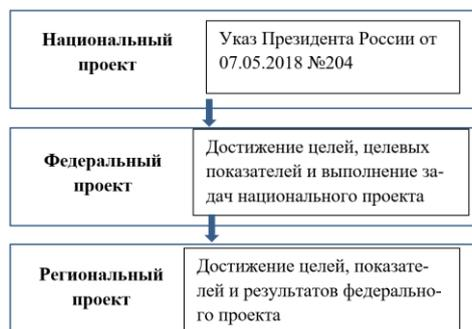 Национальный
проект
Указ Президента России от
07.05.2018 №204
Федеральный
проект
Достижение целей, целевых
показателей и выполнение за-
дач национального проекта
Региональный
проект
Достижение целей, показате-
лей и результатов федерально-
го проекта